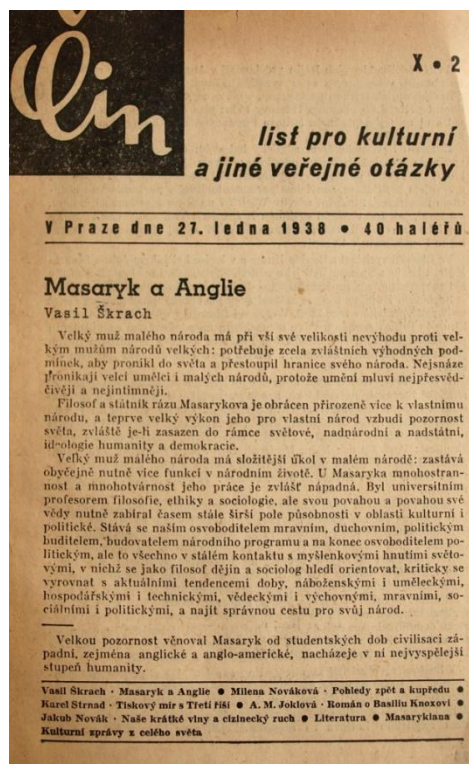 Čin
X • 2
list pro kulturní
a jiné veřejné otázky
V Praze dne 27. ledna 1938 • 40 haléřů
Masaryk a Anglie
Vasil Škrach
Velký muž malého národa má při vší své velikosti nevýhodu proti vel-
kým mužům národů velkých: potřebuje zcela zvláštních výhodných pod-
mínek, aby pronikl do světa a přestoupil hranice svého národa. Nejsnáze
pronikají velcí umělci i malých národů, protože umění mluví nejpřesvěd-
čivěji a nejintimněji.
Filosof a státník rázu Masarykova je obrácen přirozeně více k vlastnímu
národu, a teprve velký výkon jeho pro vlastní národ vzbudí pozornost
světa, zvláště je-li zasazen do rámce světové, nadnárodní a nadstátní,
ideologie humanity a demokracie.
Velký muž malého národa má složitější úkol v malém národě: zastává
obyčejně nutně více funkcí v národním životě. U Masaryka mnohostran-
nost a mnohotvárnost jeho práce je zvlášť nápadná. Byl universitním
profesorem filosofie, ethiky a sociologie, ale svou povahou a povahou své
vědy nutně zabíral časem stále širší pole působnosti v oblasti kulturní i
politické. Stává se naším osvoboditelem mravním, duchovním, politickým
buditelem, budovatelem národního programu a na konec osvoboditelem po-
litickým, ale to všechno v stálém kontaktu s myšlenkovými hnutími světo-
vými, v nichž se jako filosof dějin a sociolog hledí orientovat, kriticky se
vyrovnat s aktuálními tendencemi doby, náboženskými i uměleckými,
hospodářskými i technickými, vědeckými i výchovnými, mravními, so-
ciálními i politickými, a najít správnou cestu pro svůj národ.
Velkou pozornost věnoval Masaryk od studentských dob civilisaci zá-
padní, zejména anglické a anglo-americké, nacházeje v ní nejvyspělejší
stupeň humanity.
Vasil Škrach · Masaryk a Anglie ● Milena Nováková · Pohledy zpět a kupředu ●
Karel Strnad · Tiskový mír s Třetí říší ● A. M. Joklová · Román o Basiliu Knoxovi ●
Jakub Novák · Naše krátké vlny a cizinecký ruch ● Literatura ● Masarykiana ●
Kulturní zprávy z celého světa